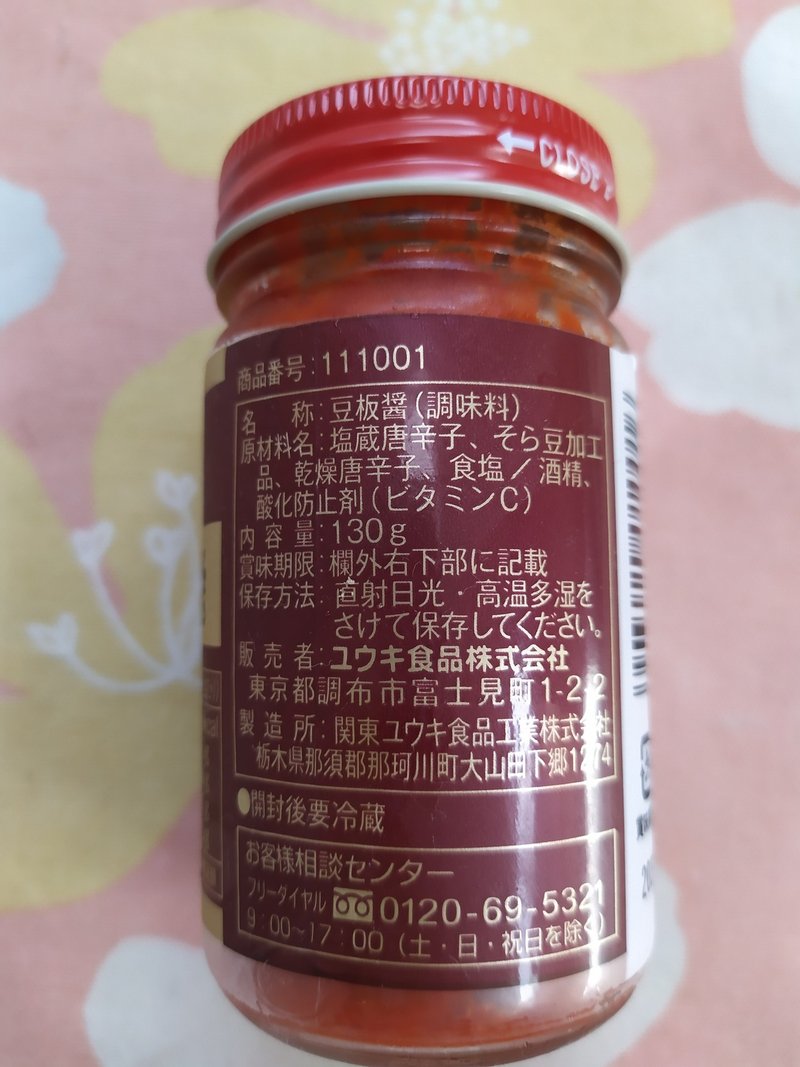 ←CLOSE
商品番号:111001
名 称:豆板醤(調味料)
原材料名:塩蔵唐辛子、そら豆加工
品、乾燥唐辛子、食塩/酒精、
酸化防止剤(ビタミンC)
内容量:130g
賞味期限:欄外右下部に記載
保存方法:直射日光・高温多湿を
さけて保存してください。
販売者:ユウキ食品株式会社
東京都調布市富士見町1-2-2
製造所:関東ユウキ食品工業株式会社
栃木県那須郡那珂川町大山田下郷1274
●開封後要冷蔵
お客様相談センター
フリーダイヤル 0120-69-5321
9:00~17:00(土・日・祝日を除く)